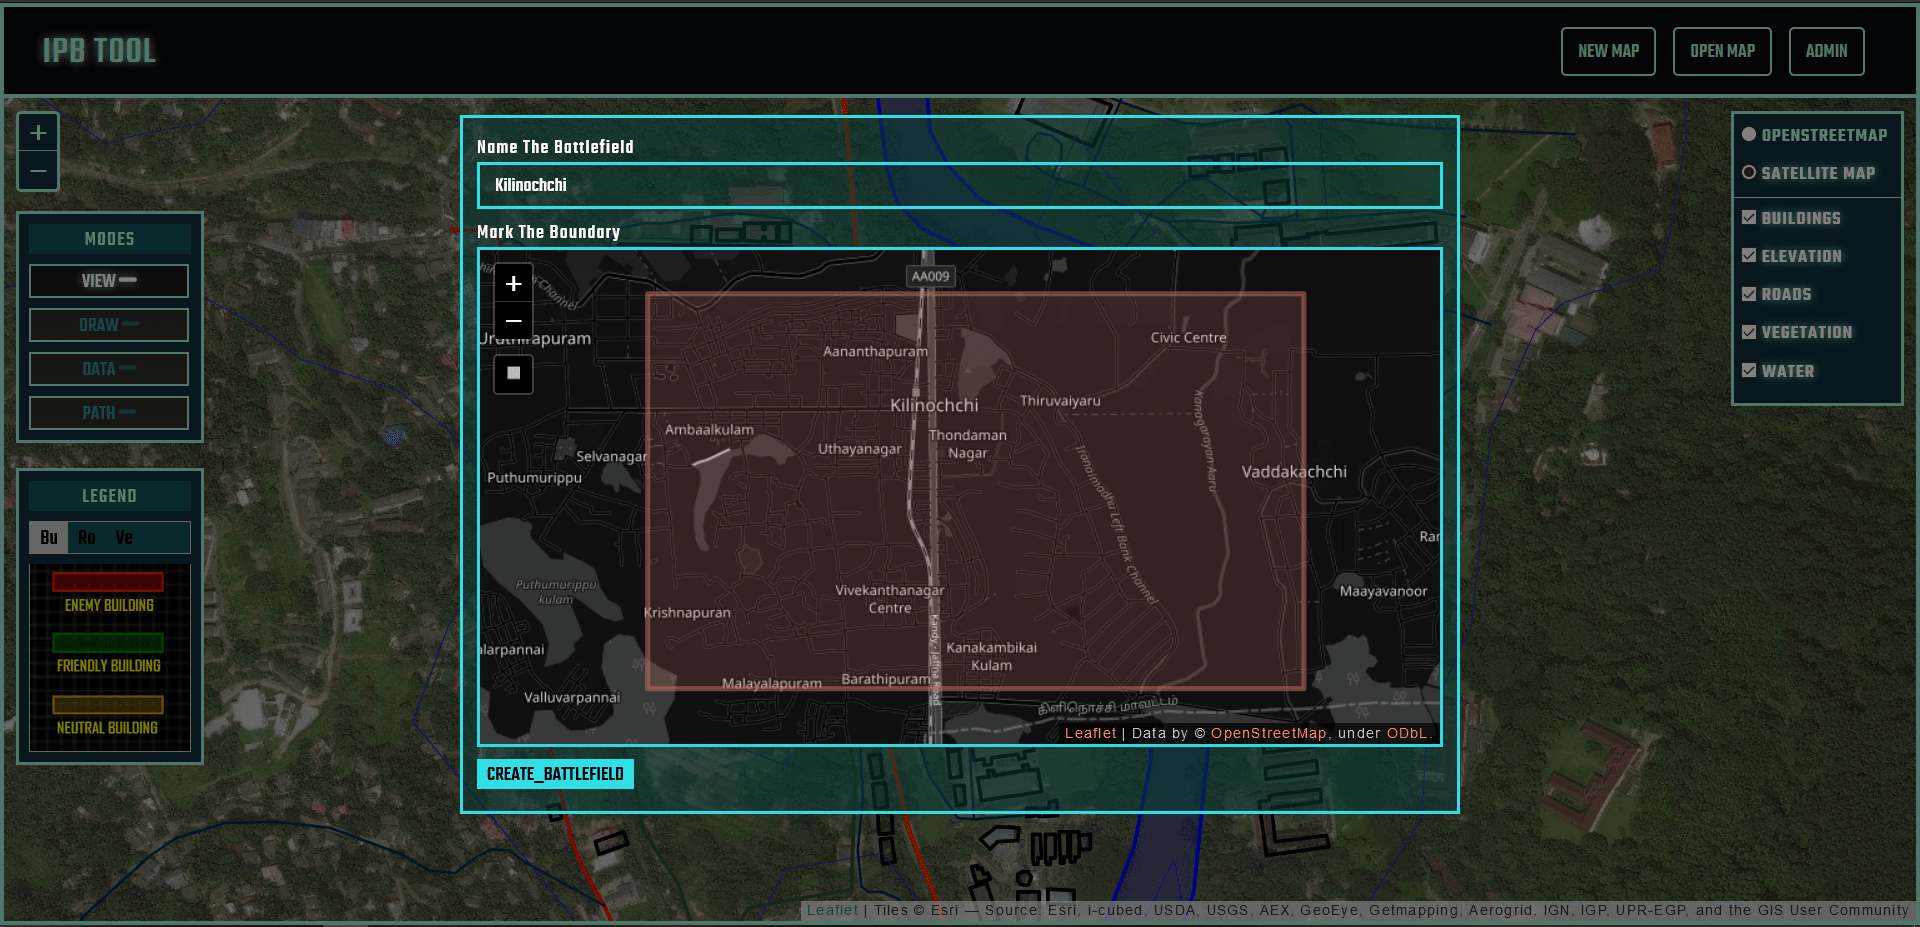 IPB TOOL
NEW MAP
OPEN MAP
ADMIN
+
−
MODES
VIEW
DRAW
DATA
PATH
LEGEND
Bu Ro Ve
ENEMY BUILDING
FRIENDLY BUILDING
NEUTRAL BUILDING
Name The Battlefield
Kilinochchi
Mark The Boundary
+
−
AA009
Channel
Uruthirapuram
Aananthapuram
Civic Centre
Kilinochchi
Thiruvaiyaru
Kanagarayan Aaru
Ambaalkulam
Uthayanagar
Thondaman
Nagar
Selvanagar
Puthumurippu
Iranaimadhu Left Bank Channel
Vaddakachchi
Puthumurippu
kulam
Vivekanthanagar
Centre
Maayavanoor
Krishnapuran
Kandy-Jaffna Road
Kanakambikai
Kulam
alarpannai
Valluvarpannai
Malayalapuram
Barathipuram
கிளிநொச்சி மாவட்டம்
Leaflet | Data by © OpenStreetMap, under ODbL.
CREATE_BATTLEFIELD
OPENSTREETMAP
SATELLITE MAP
BUILDINGS
ELEVATION
ROADS
VEGETATION
WATER
Leaflet | Tiles © Esri — Source: Esri, i-cubed, USDA, USGS, AEX, GeoEye, Getmapping, Aerogrid, IGN, IGP, UPR-EGP, and the GIS User Community